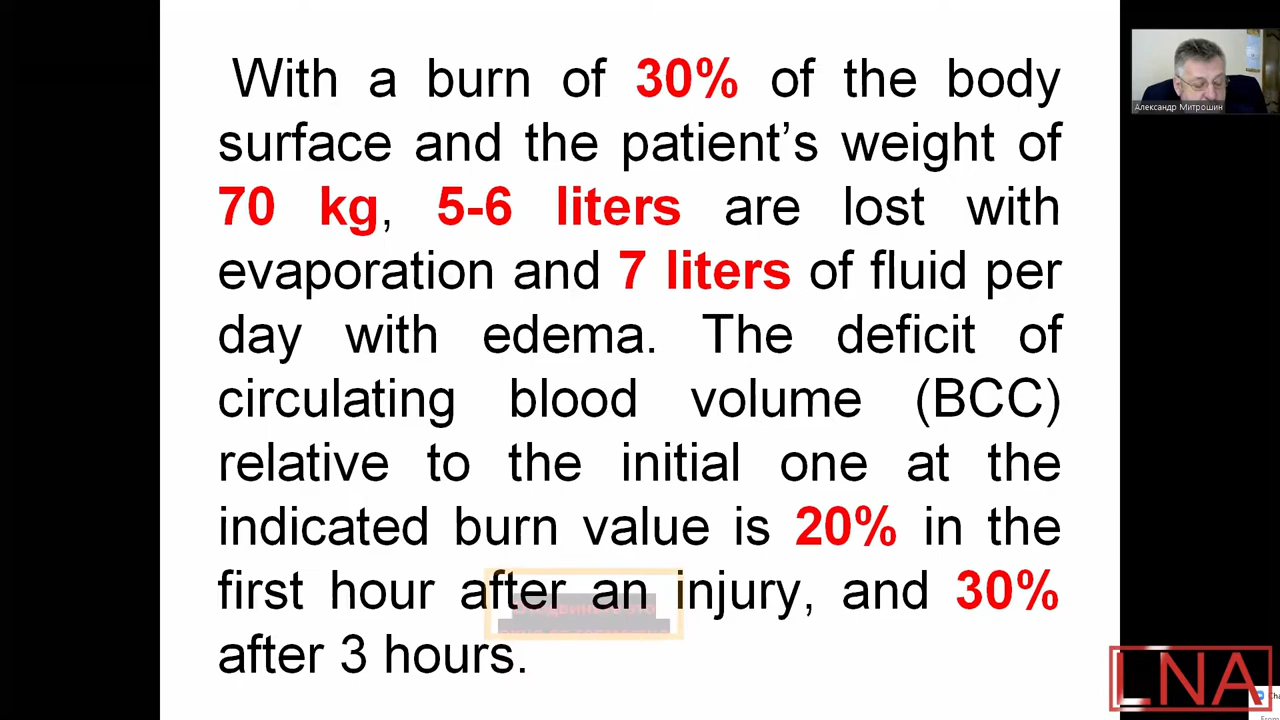 With a burn of 30% of the body
surface and the patient’s weight of
70 kg, 5-6 liters are lost with
evaporation and 7 liters of fluid per
day with edema. The deficit of
circulating blood volume (BCC)
relative to the initial one at the
indicated burn value is 20% in the
first hour after an injury, and 30%
after 3 hours.
Александр Митрошин
LNA